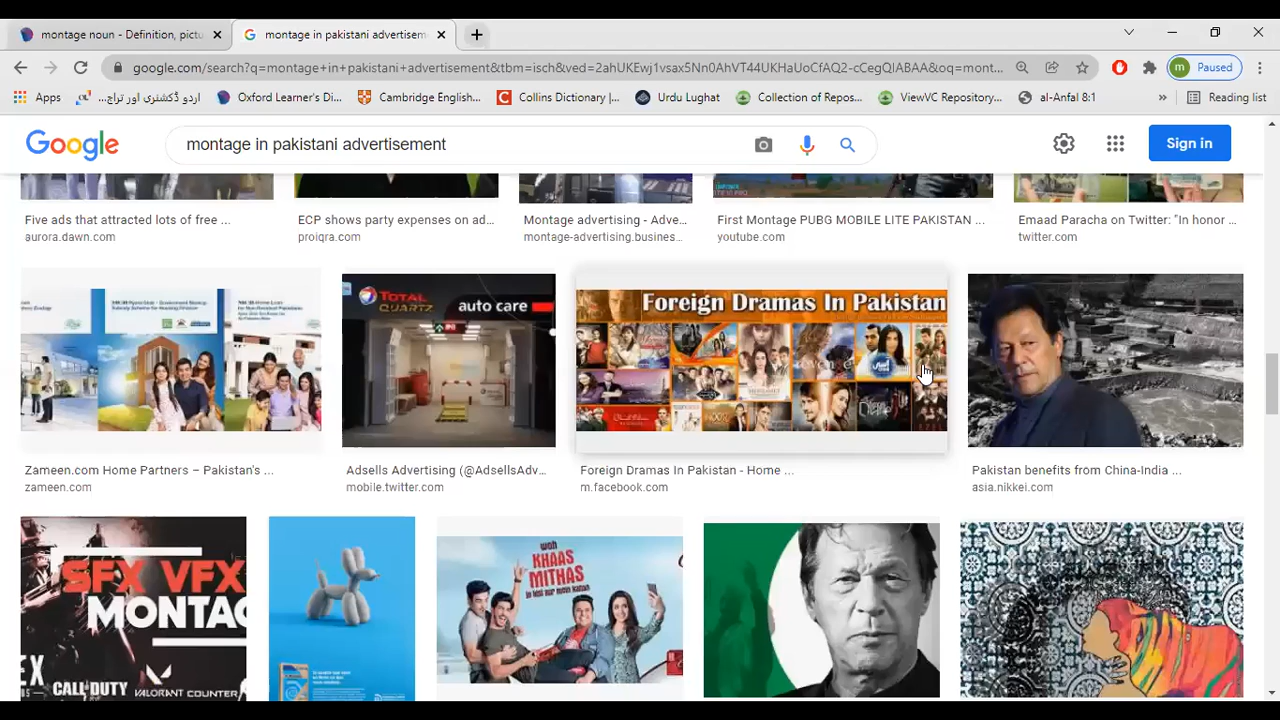 montage noun - Definition, pictu
montage in pakistani advertisem
google.com/search?q=montage+in+pakistani+advertisement&tbm=isch&ved=2ahUKEwj1vsax5Nn0AhVT44UKHaUoCfAQ2-cCegQIABAA&oq=mont...
m Paused
Apps
اردو ڈکشنری اور تراج...
Oxford Learner's Di...
Cambridge English...
Collins Dictionary |...
Urdu Lughat
Collection of Repos...
ViewVC Repository...
al-Anfal 8:1
Reading list
Google
montage in pakistani advertisement
Sign in
Five ads that attracted lots of free ...
aurora.dawn.com
ECP shows party expenses on ad...
proiqra.com
Montage advertising - Adve...
montage-advertising.busines...
First Montage PUBG MOBILE LITE PAKISTAN ...
youtube.com
Emaad Paracha on Twitter: "In honor ...
twitter.com
TOTAL
QUARTZ
auto care
Foreign Dramas In Pakistan
Zameen.com Home Partners – Pakistan's ...
zameen.com
Adsells Advertising (@AdsellsAdv...
mobile.twitter.com
Foreign Dramas In Pakistan - Home ...
m.facebook.com
Pakistan benefits from China-India ...
asia.nikkei.com
SFX VFX
MONTAG
CALL DUTY
VALORANT COUNTER
woh
KHAAS
MITHAS